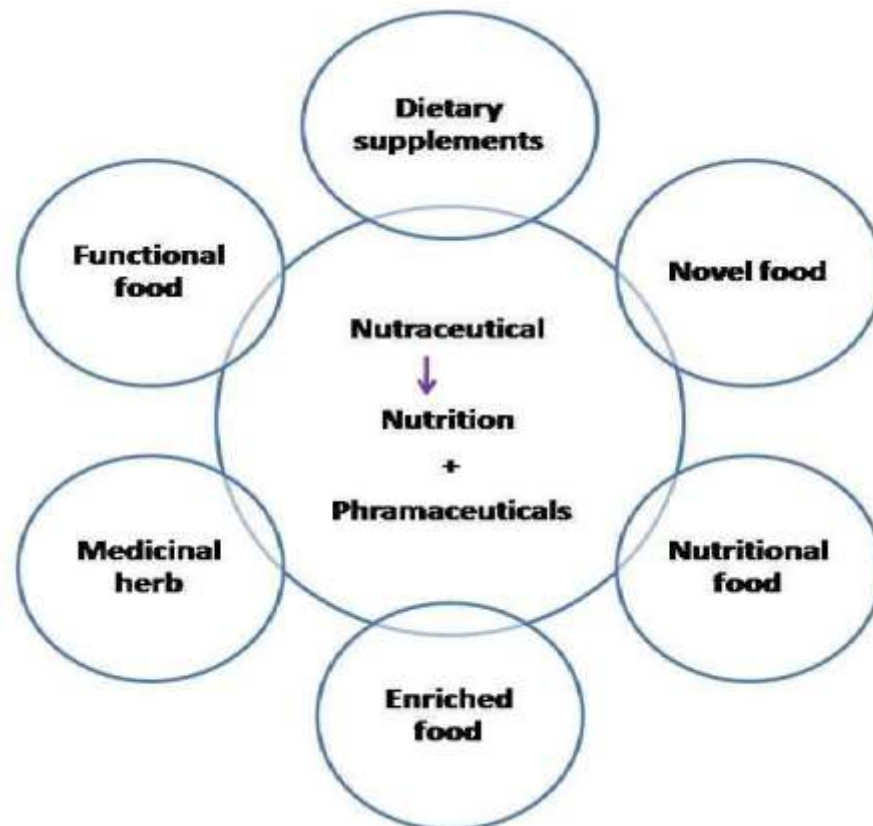 Dietary
supplements
Functional
food
Novel food
Nutraceutical
↓
Nutrition
+
Phramaceuticals
Medicinal
herb
Nutritional
food
Enriched
food